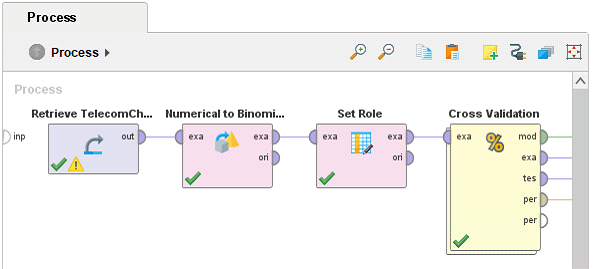 Process
Process
Process
Retrieve TelecomCh...
Numerical to Binomi...
Set Role
Cross Validation
inp
out
exa
exa
ori
exa
exa
ori
exa
mod
exa
tes
per
per
%